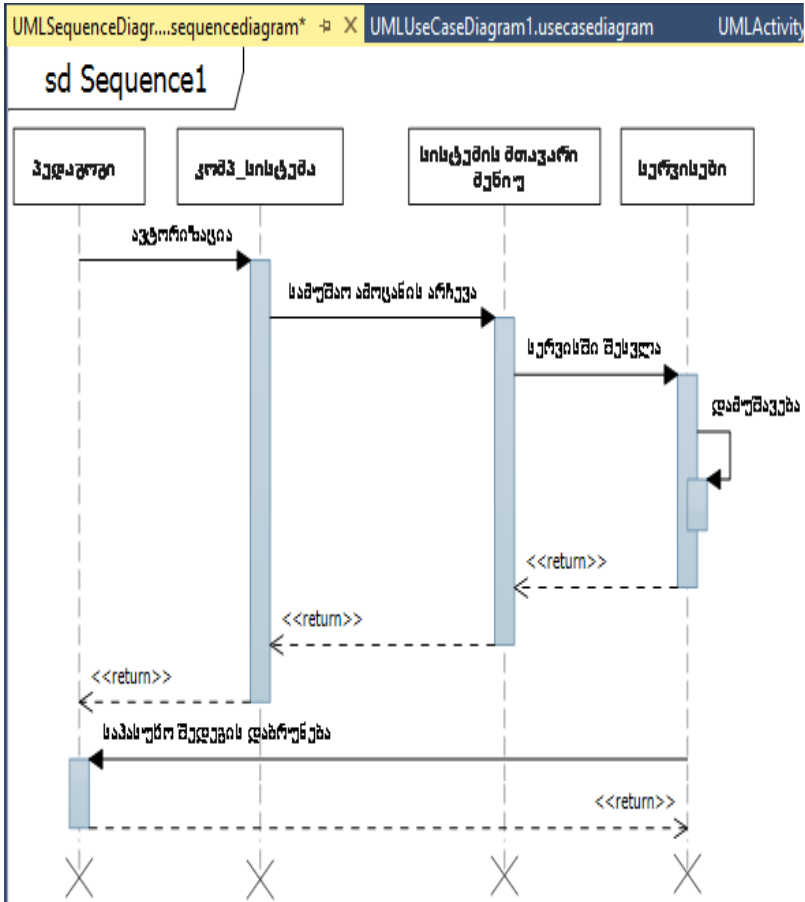 UMLSequenceDiagr....sequencediagram*
UMLUseCaseDiagram1.usecasediagram
UMLActivity
sd Sequence1
პედაგოგი
კომპ_სისტემა
სისტემის მთავარი
მენიუ
სერვისები
ავტორიზაცია
სამუშაო ამოცანის არჩევა
სერვისში შესვლა
დამუშავება
<<return>>
<<return>>
<<return>>
საპასუხო შედეგის დაბრუნება
<<return>>